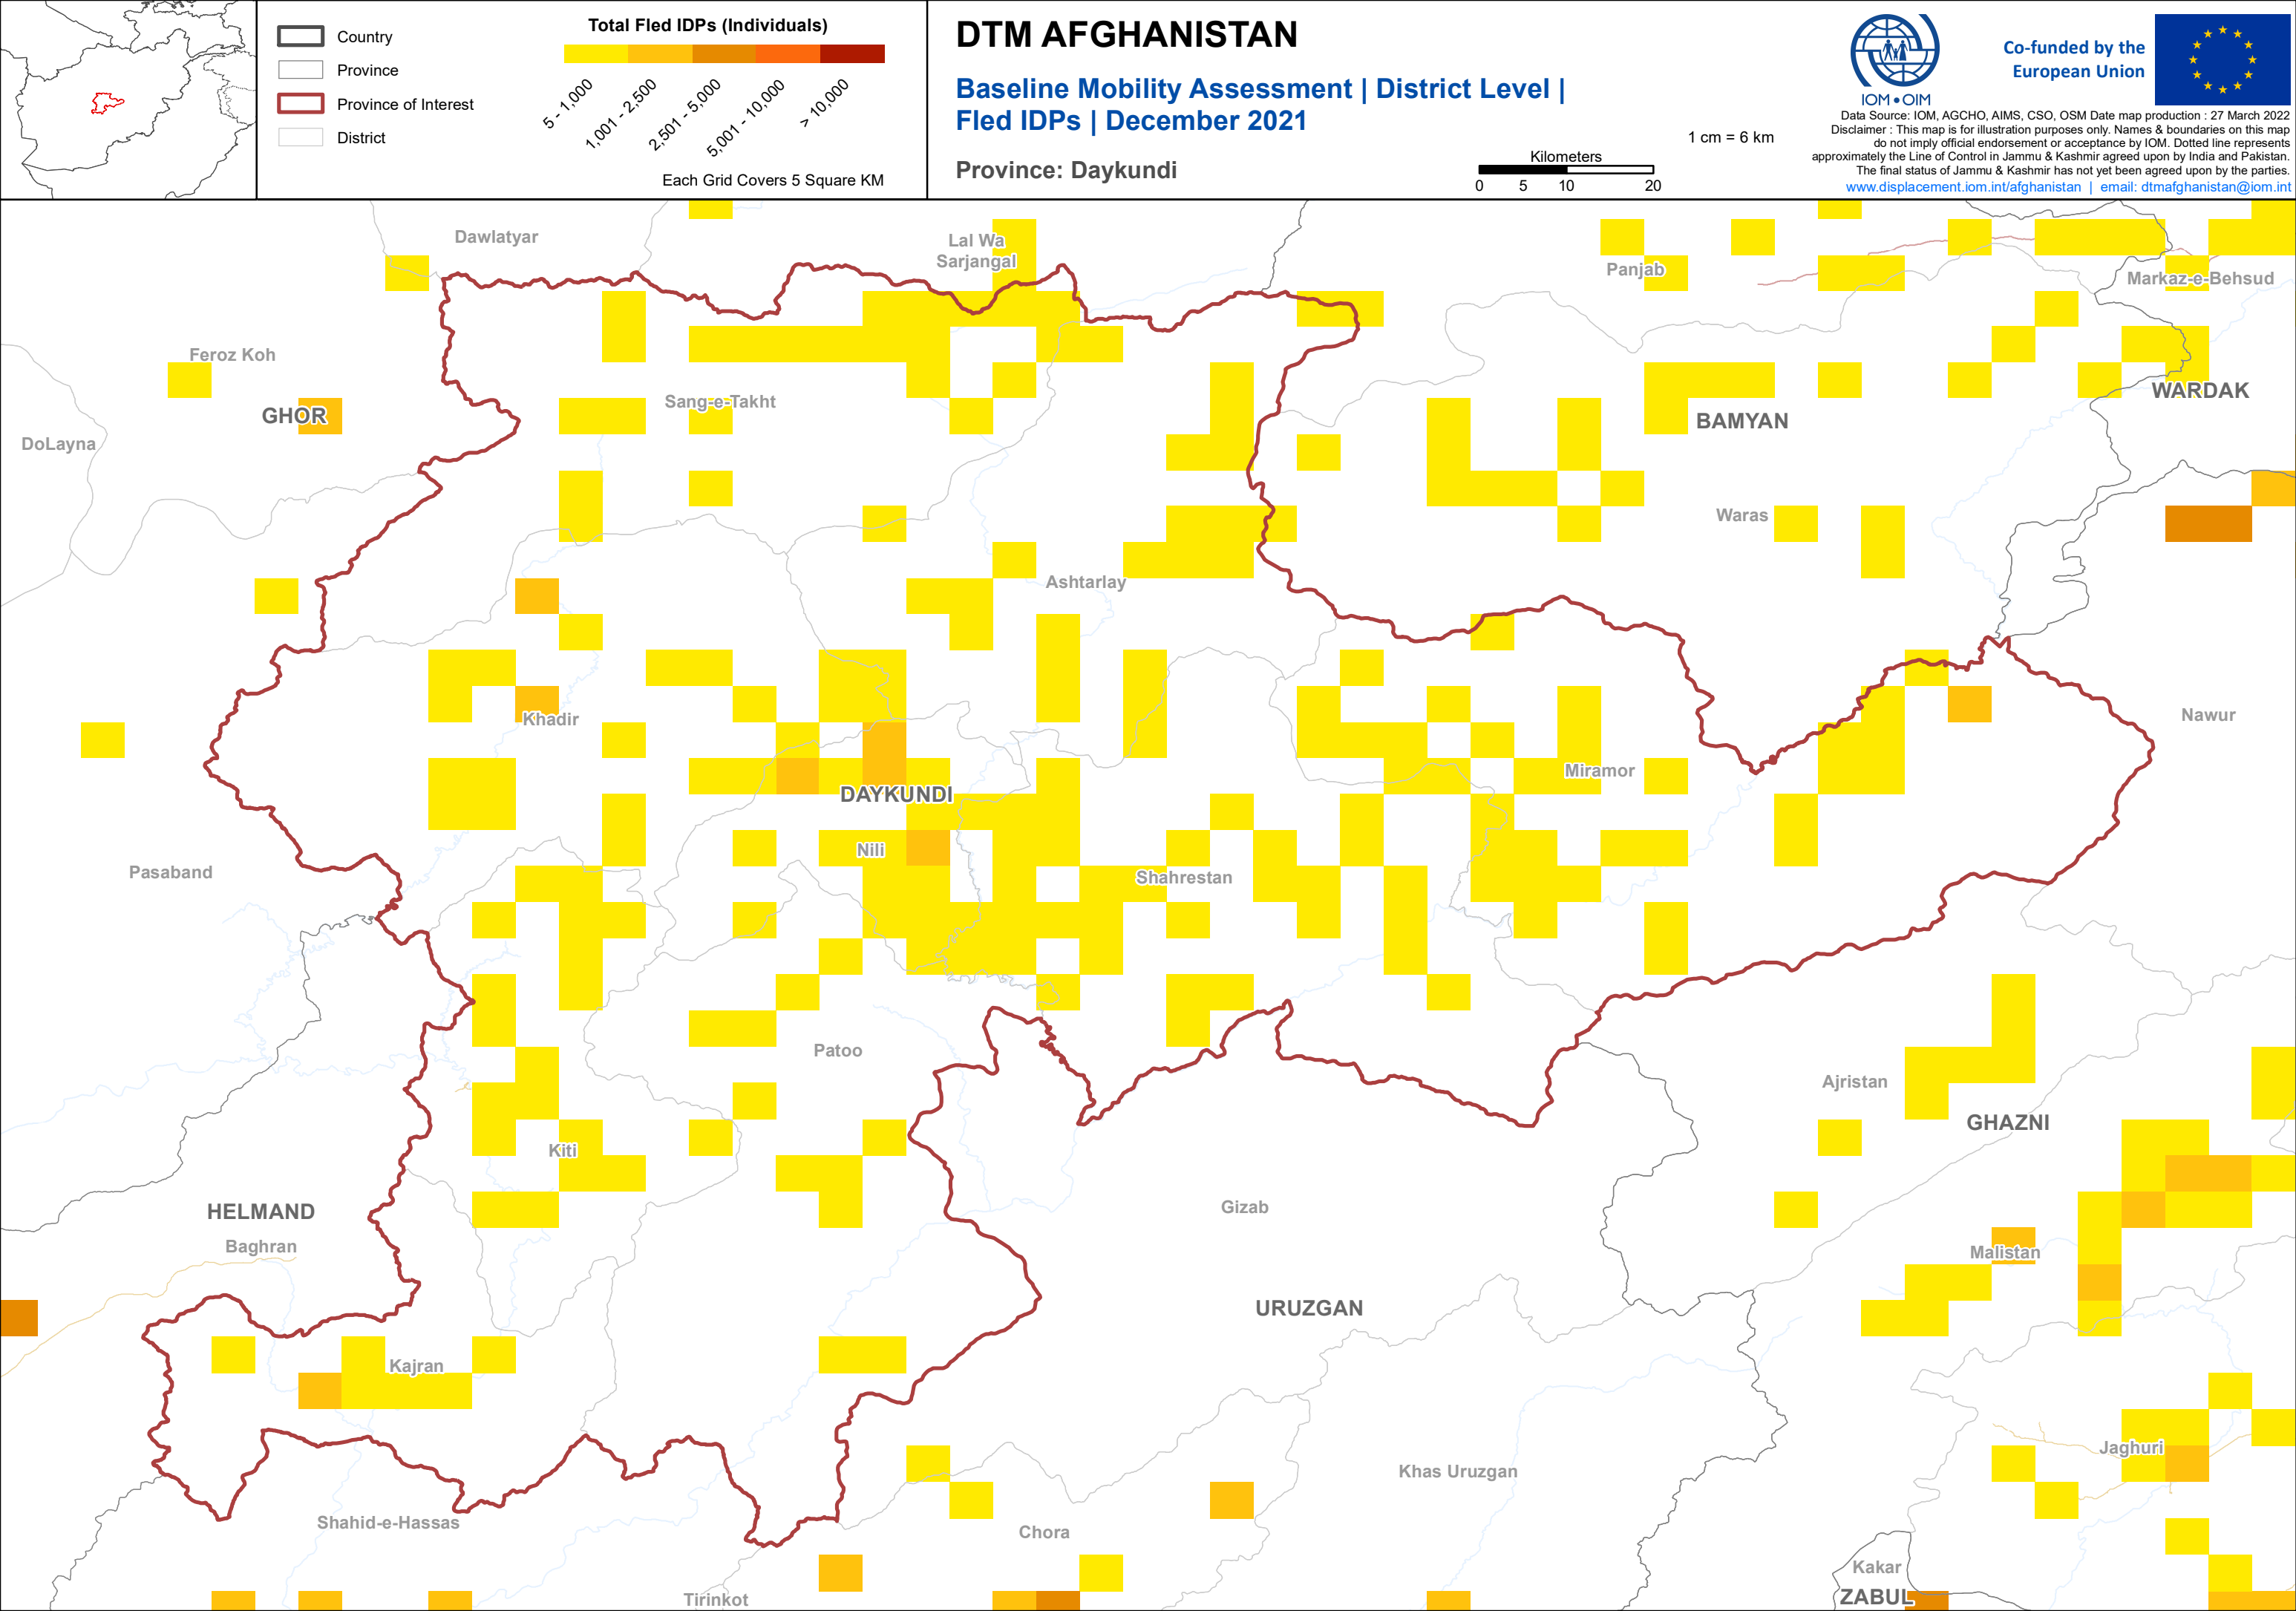 Country
Province
Province of Interest
District
Total Fled IDPs (Individuals)
5 - 1,000
1,001 - 2,500
2,501 - 5,000
5,001 - 10,000
> 10,000
Each Grid Covers 5 Square KM
DTM AFGHANISTAN
Baseline Mobility Assessment | District Level |
Fled IDPs | December 2021
Province: Daykundi
1 cm = 6 km
Kilometers
0 5 10 20
IOM • OIM
Co-funded by the
European Union
Data Source: IOM, AGCHO, AIMS, CSO, OSM Date map production : 27 March 2022
Disclaimer : This map is for illustration purposes only. Names & boundaries on this map
do not imply official endorsement or acceptance by IOM. Dotted line represents
approximately the Line of Control in Jammu & Kashmir agreed upon by India and Pakistan.
The final status of Jammu & Kashmir has not yet been agreed upon by the parties.
www.displacement.iom.int/afghanistan | email: dtmafghanistan@iom.int
Dawlatyar
Lal Wa
Sarjangal
Panjab
Markaz-e-Behsud
Feroz Koh
WARDAK
Sang-e-Takht
GHOR
BAMYAN
DoLayna
Waras
Ashtarlay
Khadir
Nawur
Miramor
DAYKUNDI
Nili
Pasaband
Shahrestan
Patoo
Ajristan
GHAZNI
Kiti
Gizab
HELMAND
Baghran
Malistan
URUZGAN
Kajran
Jaghuri
Khas Uruzgan
Shahid-e-Hassas
Chora
Kakar
Tirinkot
ZABUL